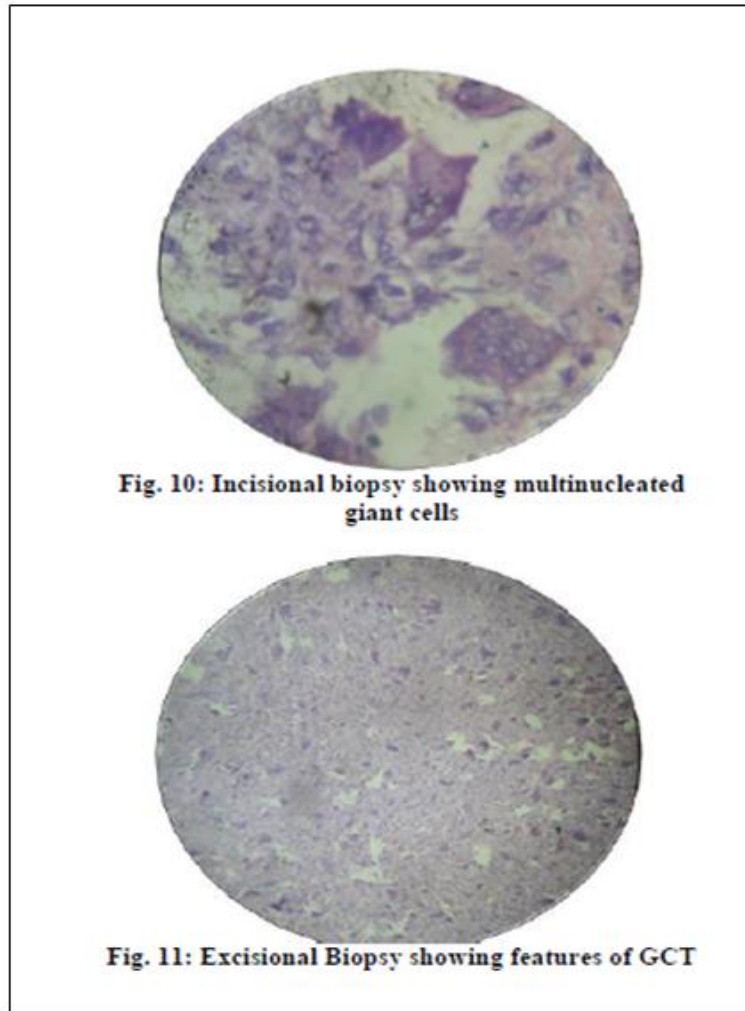 Fig. 10: Incisional biopsy showing multinucleated
giant cells
Fig. 11: Excisional Biopsy showing features of GCT